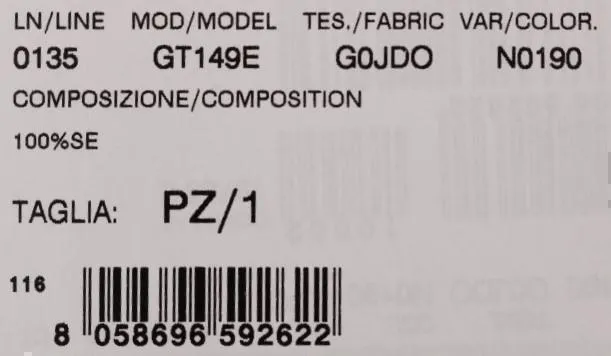 LN/LINE MOD/MODEL TES./FABRIC VAR/COLOR.
0135 GT149E G0JDO N0190
COMPOSIZIONE/COMPOSITION
100%SE
TAGLIA: PZ/1
116
8 058696 592622